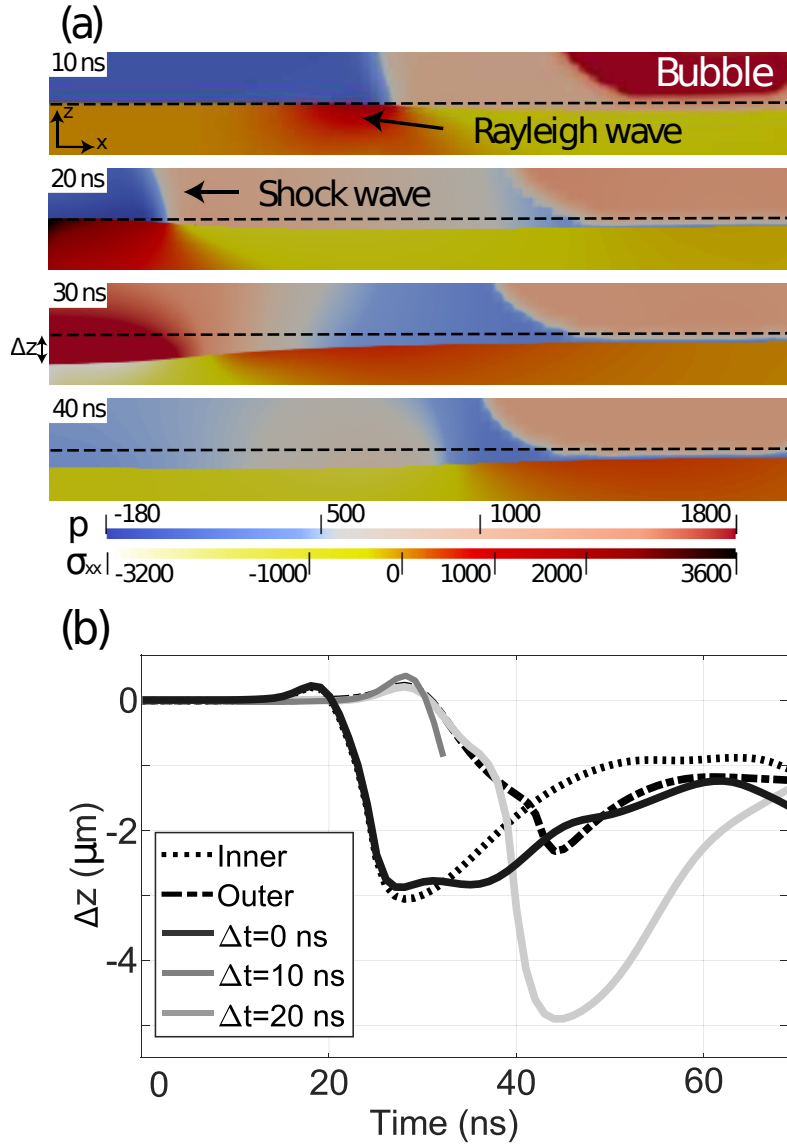 (a)
10 ns
Bubble
z
x
Rayleigh wave
20 ns
Shock wave
30 ns
Δz
40 ns
p -180 500 1000 1800
σxx -3200 -1000 0 1000 2000 3600
(b)
0
-2
-4
Δz (μm)
Inner
Outer
Δt=0 ns
Δt=10 ns
Δt=20 ns
0 20 40 60
Time (ns)